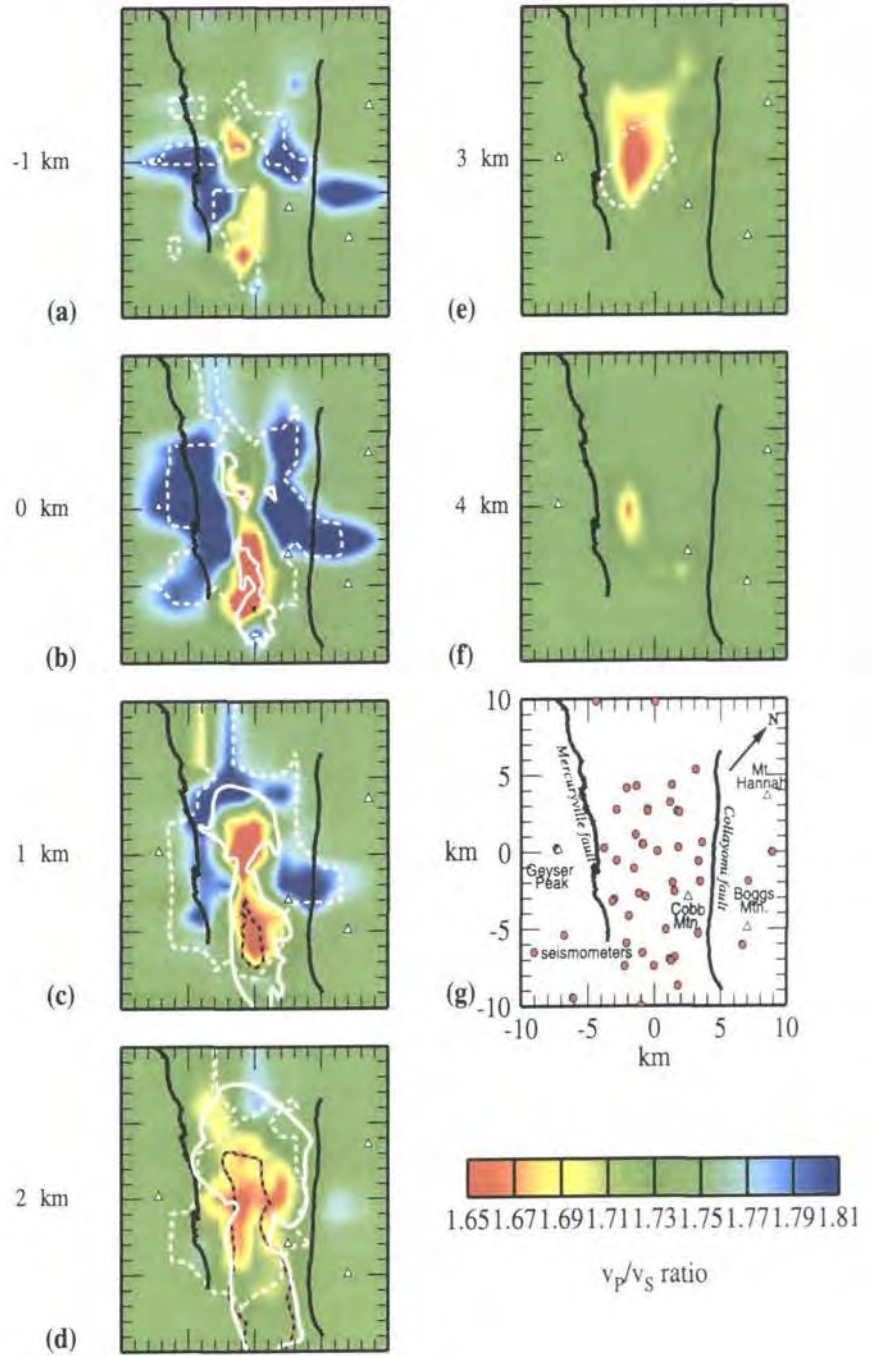 -1 km
(a)
0 km
(b)
1 km
(c)
2 km
(d)
3 km
(e)
4 km
(f)
10
5
0
-5
-10
km
(g)
Mercuryville fault
Collayomi fault
N
Mt.
Hannah
Geyser
Peak
Cobb
Mtn.
Boggs
Mtn.
seismometers
-10 -5 0 5 10
km
1.65 1.67 1.69 1.71 1.73 1.75 1.77 1.79 1.81
vP/vS ratio